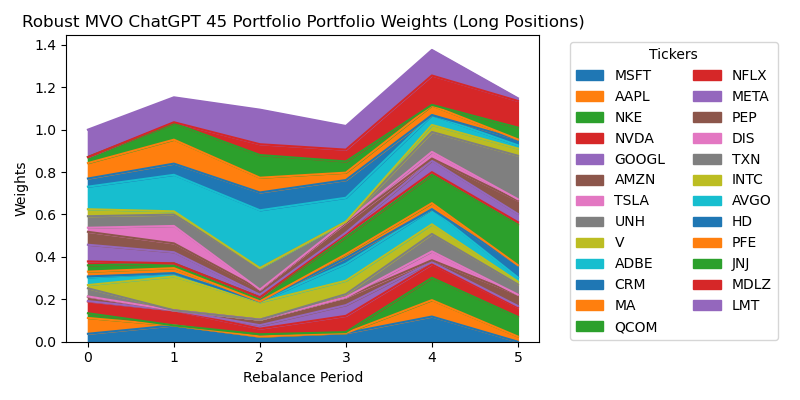 Robust MVO ChatGPT 45 Portfolio Portfolio Weights (Long Positions)
Weights
1.4
1.2
1.0
0.8
0.6
0.4
0.2
0.0
0 1 2 3 4 5
Rebalance Period
Tickers
MSFT
AAPL
NKE
NVDA
GOOGL
AMZN
TSLA
UNH
V
ADBE
CRM
MA
QCOM
NFLX
META
PEP
DIS
TXN
INTC
AVGO
HD
PFE
JNJ
MDLZ
LMT